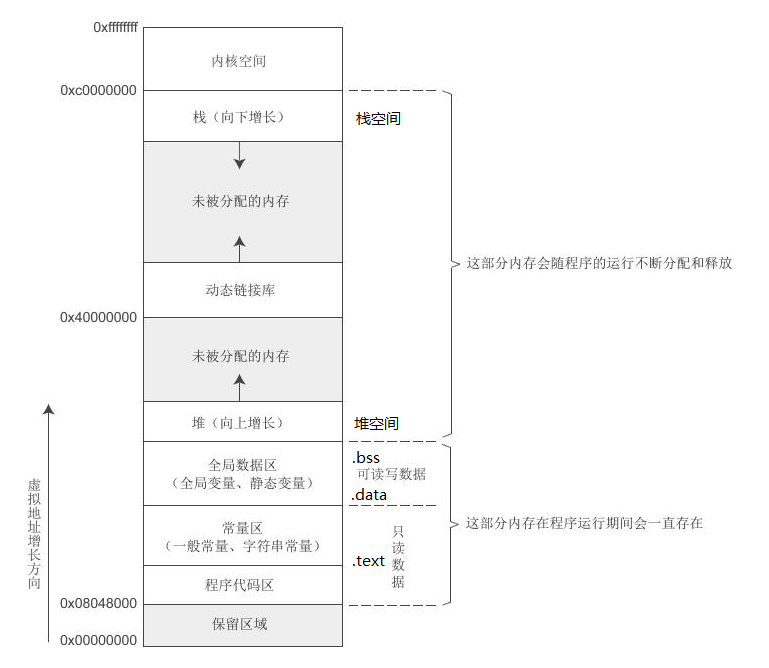 0xffffffff
内核空间
0xc0000000
栈（向下增长）
栈空间
未被分配的内存
这部分内存会随程序的运行不断分配和释放
动态链接库
0x40000000
未被分配的内存
堆（向上增长）
堆空间
全局数据区
（全局变量、静态变量）
.bss
可读写数据
.data
这部分内存在程序运行期间会一直存在
常量区
（一般常量、字符串常量）
.text
只读数据
程序代码区
虚拟地址增长方向
0x08048000
保留区域
0x00000000